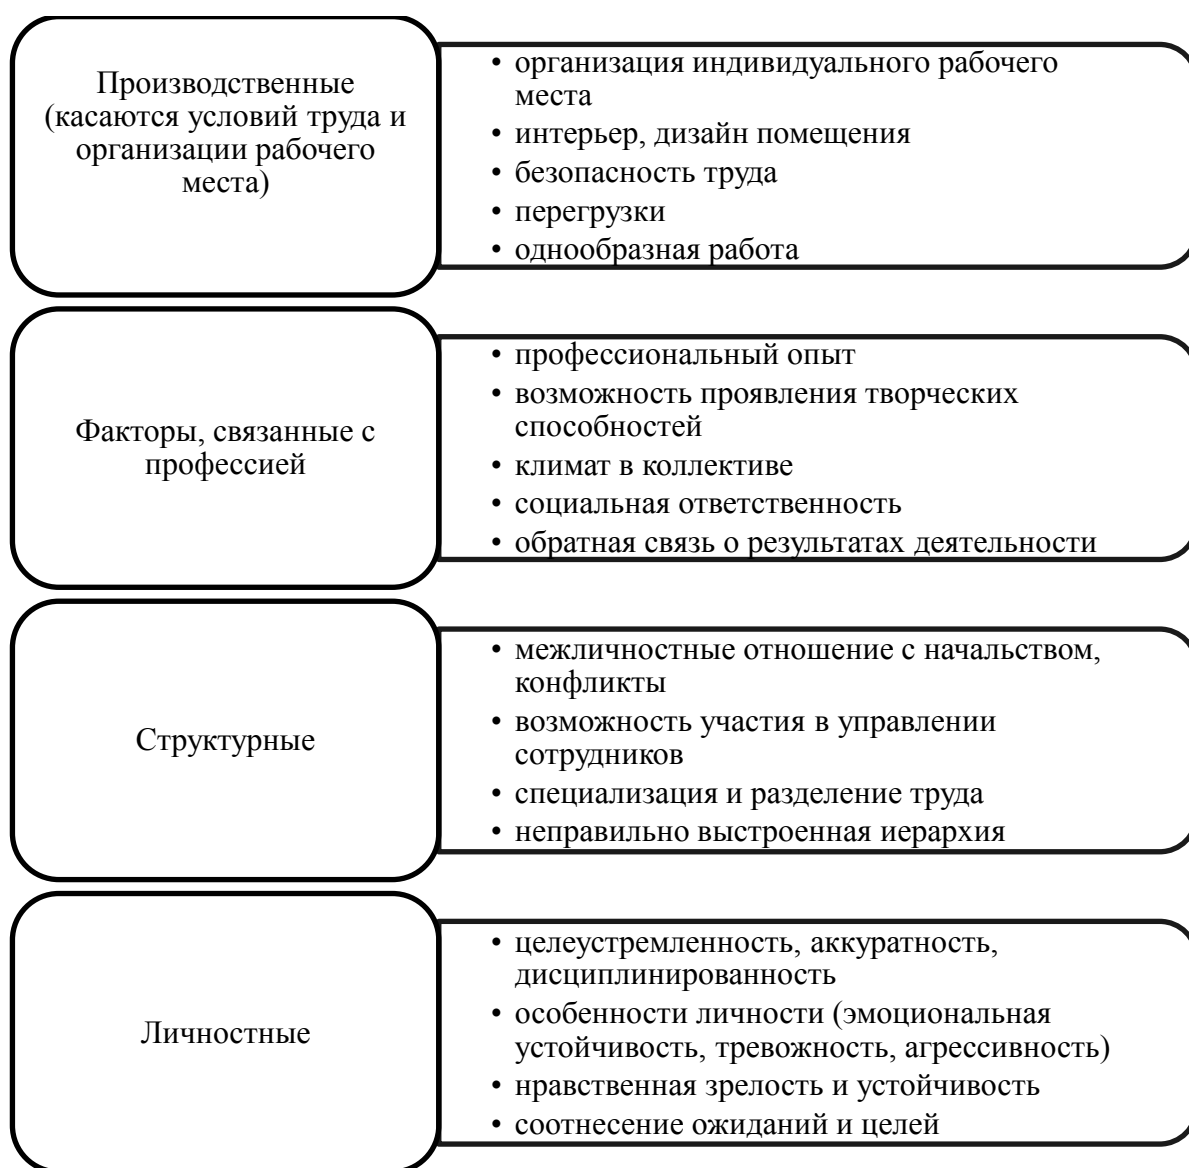 Производственные
(касаются условий труда и
организации рабочего
места)
• организация индивидуального рабочего
места
• интерьер, дизайн помещения
• безопасность труда
• перегрузки
• однообразная работа
Факторы, связанные с
профессией
• профессиональный опыт
• возможность проявления творческих
способностей
• климат в коллективе
• социальная ответственность
• обратная связь о результатах деятельности
Структурные
• межличностные отношение с начальством,
конфликты
• возможность участия в управлении
сотрудников
• специализация и разделение труда
• неправильно выстроенная иерархия
Личностные
• целеустремленность, аккуратность,
дисциплинированность
• особенности личности (эмоциональная
устойчивость, тревожность, агрессивность)
• нравственная зрелость и устойчивость
• соотнесение ожиданий и целей